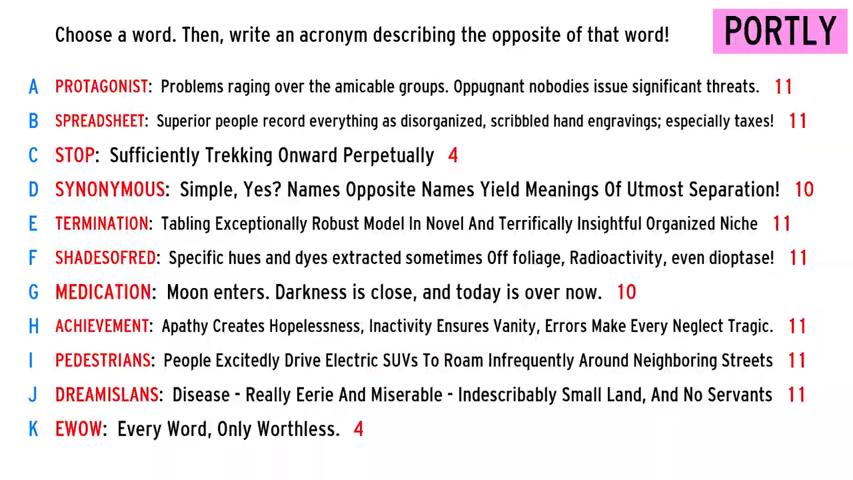 Choose a word. Then, write an acronym describing the opposite of that word!
PORTLY
A PROTAGONIST: Problems raging over the amicable groups. Oppugnant nobodies issue significant threats. 11
B SPREADSHEET: Superior people record everything as disorganized, scribbled hand engravings; especially taxes! 11
C STOP: Sufficiently Trekking Onward Perpetually 4
D SYNONYMOUS: Simple, Yes? Names Opposite Names Yield Meanings Of Utmost Separation! 10
E TERMINATION: Tabling Exceptionally Robust Model In Novel And Terrifically Insightful Organized Niche 11
F SHADESOFRED: Specific hues and dyes extracted sometimes Off foliage, Radioactivity, even dioptase! 11
G MEDICATION: Moon enters. Darkness is close, and today is over now. 10
H ACHIEVEMENT: Apathy Creates Hopelessness, Inactivity Ensures Vanity, Errors Make Every Neglect Tragic. 11
I PEDESTRIANS: People Excitedly Drive Electric SUVs To Roam Infrequently Around Neighboring Streets 11
J DREAMISLANS: Disease - Really Eerie And Miserable - Indescribably Small Land, And No Servants 11
K EWOW: Every Word, Only Worthless. 4